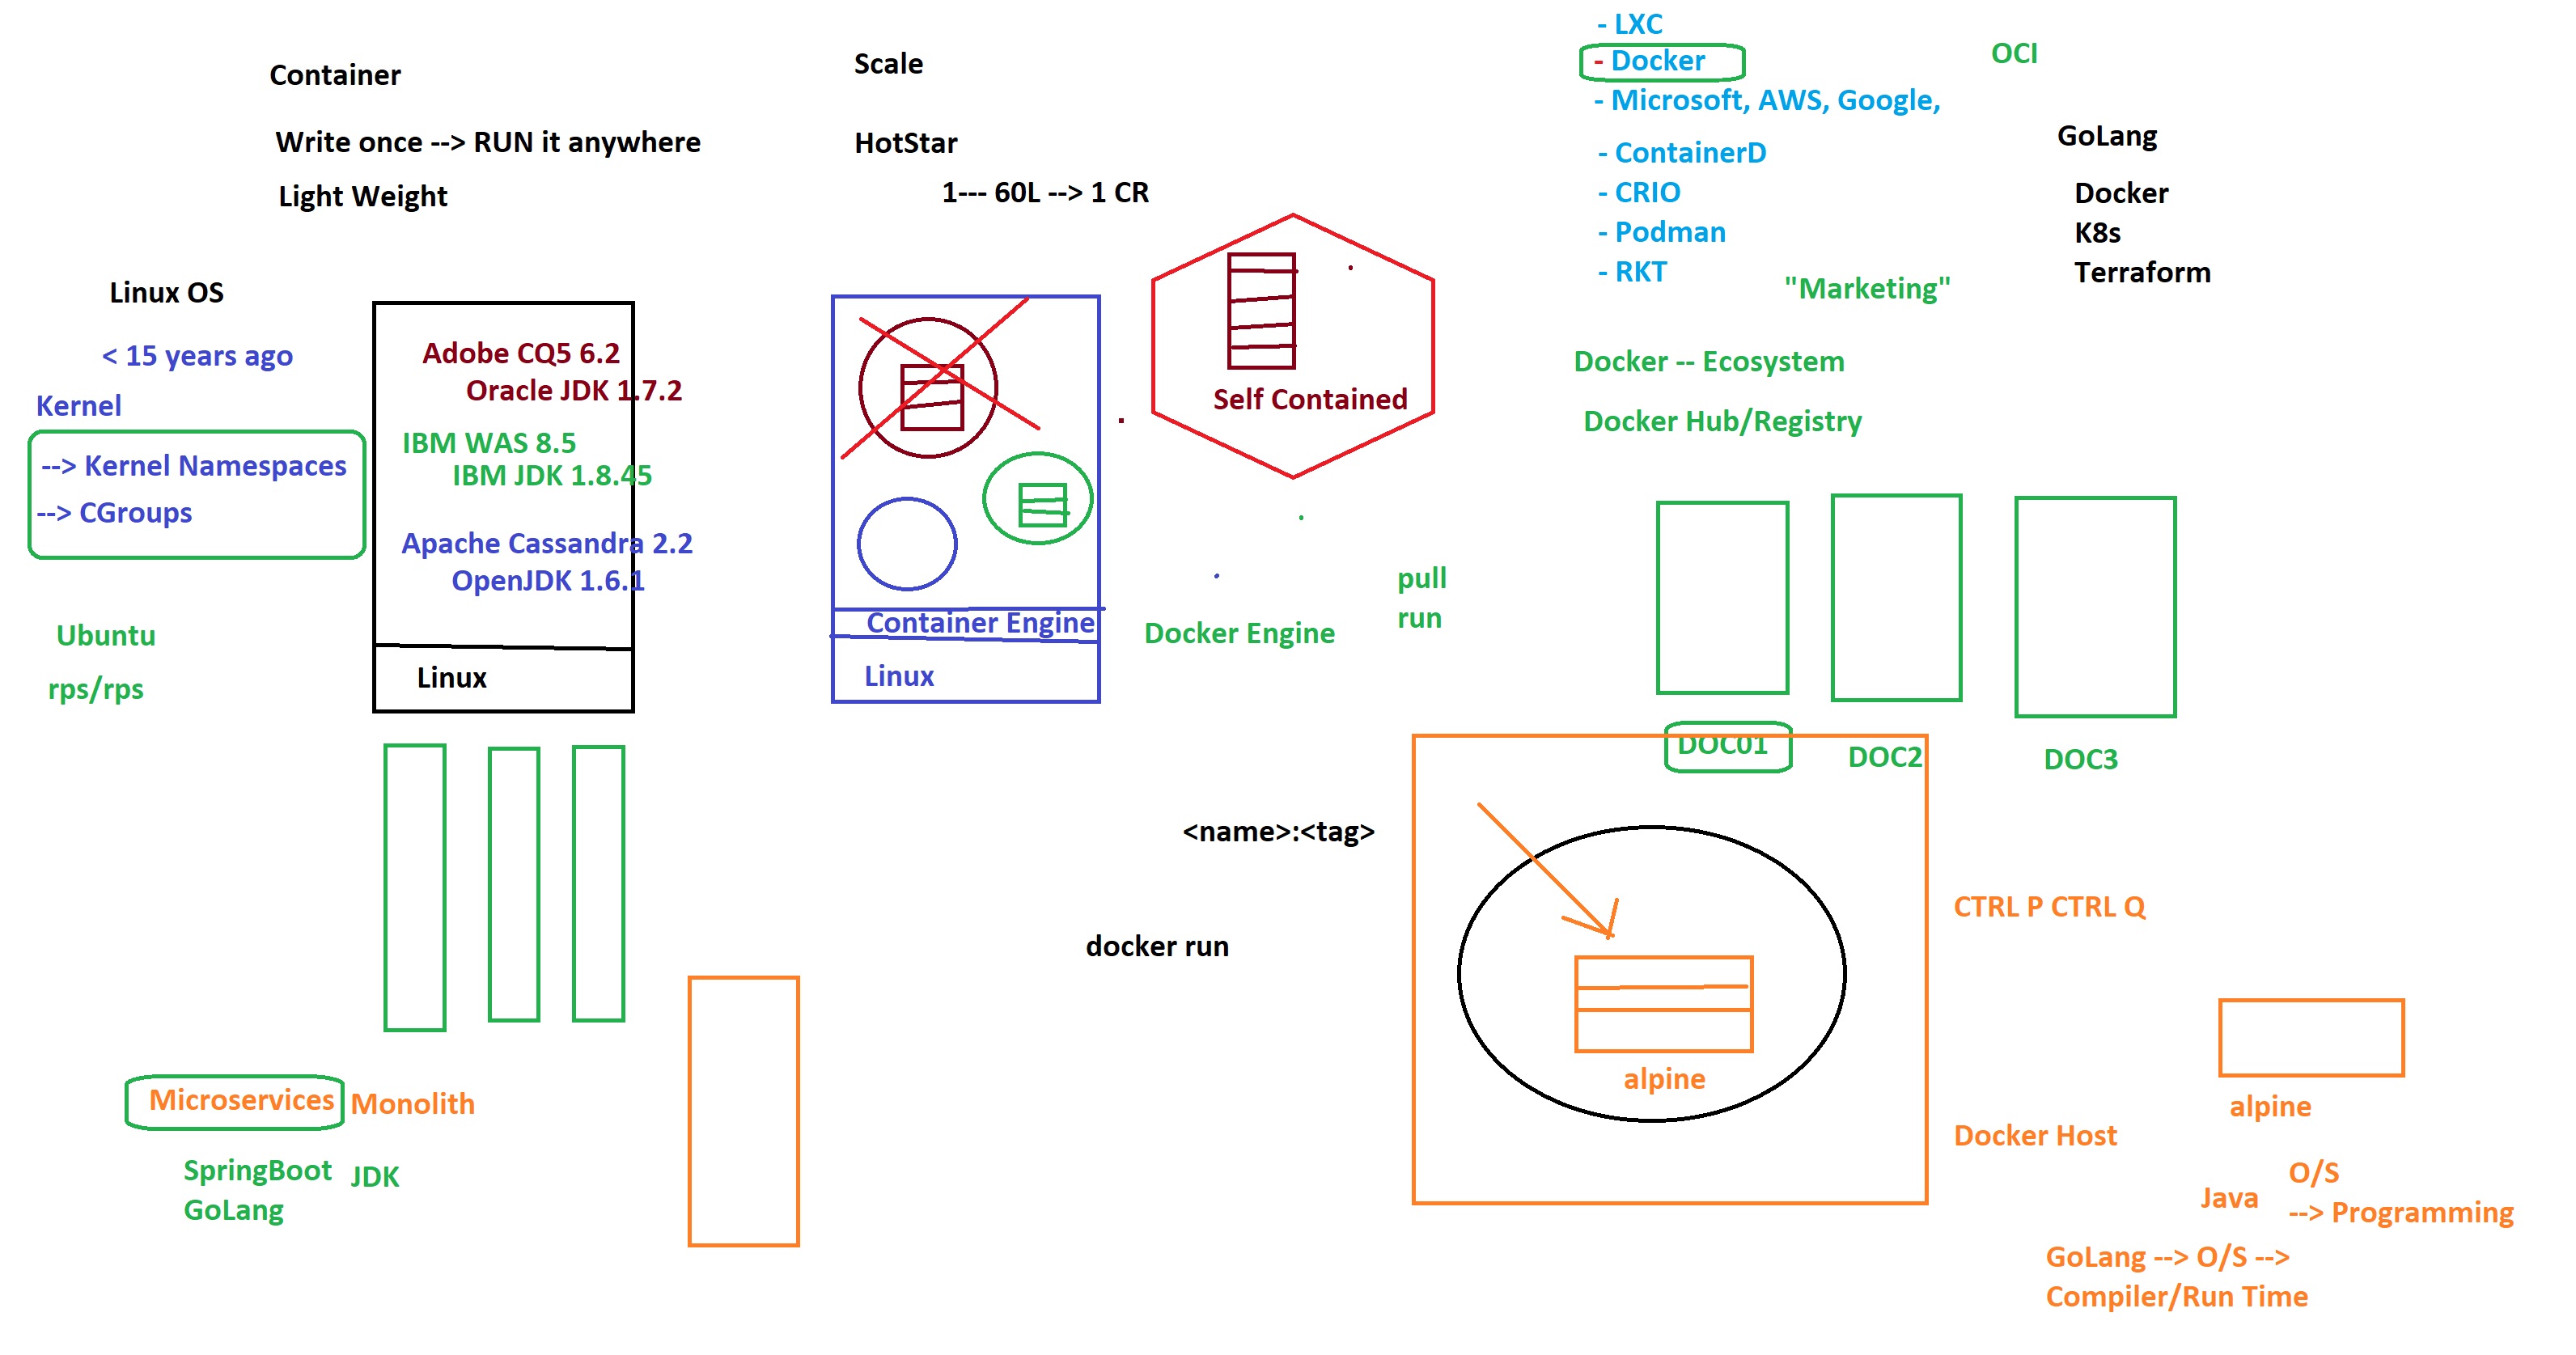 Container
Write once --> RUN it anywhere
Light Weight
Scale
HotStar
1--- 60L --> 1 CR
- LXC
- Docker
- Microsoft, AWS, Google,
- ContainerD
- CRIO
- Podman
- RKT
OCI
GoLang
Docker
K8s
Terraform
"Marketing"
Docker -- Ecosystem
Docker Hub/Registry
Linux OS
< 15 years ago
Kernel
--> Kernel Namespaces
--> CGroups
Ubuntu
rps/rps
Adobe CQ5 6.2
Oracle JDK 1.7.2
IBM WAS 8.5
IBM JDK 1.8.45
Apache Cassandra 2.2
OpenJDK 1.6.1
Linux
Container Engine
Linux
Self Contained
Docker Engine
pull
run
DOC01
DOC2
DOC3
<name>:<tag>
docker run
alpine
CTRL P CTRL Q
Docker Host
alpine
O/S
Java
--> Programming
GoLang --> O/S -->
Compiler/Run Time
Microservices
Monolith
SpringBoot
JDK
GoLang